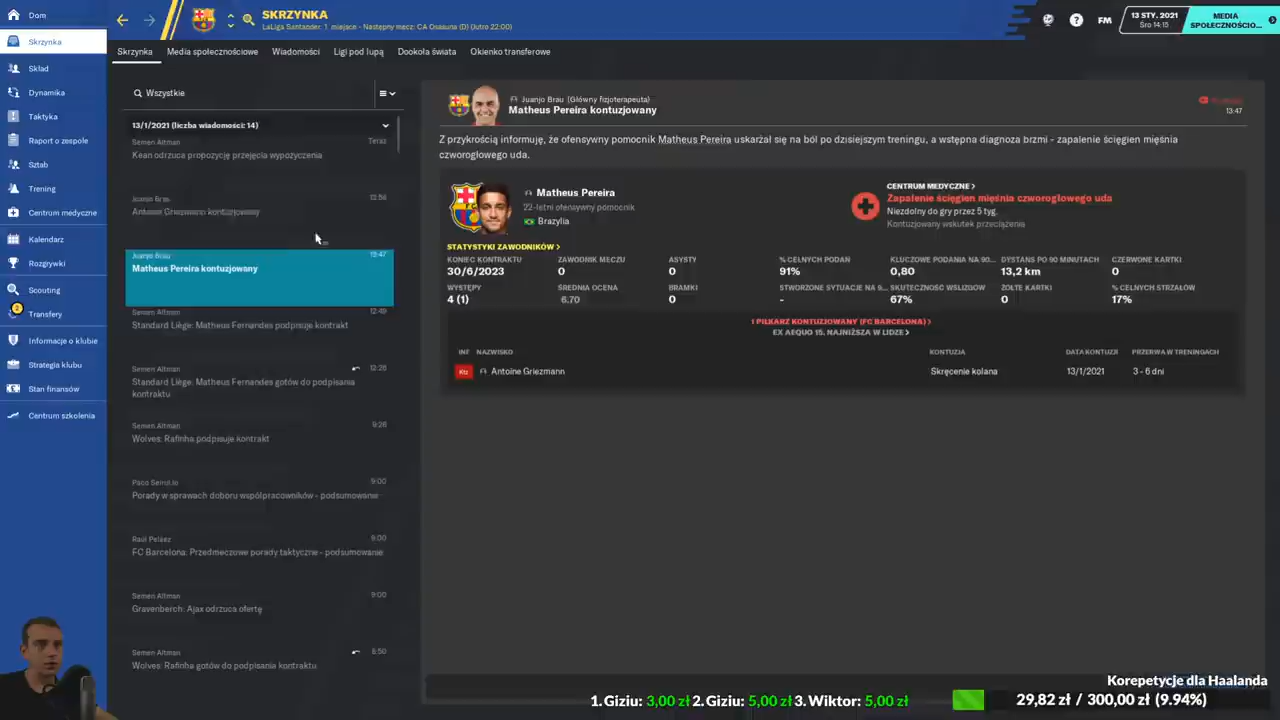 Dom
Skrzynka
Skład
Dynamika
Taktyka
Raport o zespole
Sztab
Trening
Centrum medyczne
Kalendarz
Rozgrywki
Scouting
2
Transfery
Informacje o klubie
Strategia klubu
Stan finansów
Centrum szkolenia
SKRZYNKA
LaLiga Santander: 1. miejsce - Następny mecz: CA Osasuna (D) (Jutro 22:00)
FM
13 STY. 2021
Śro 14:15
MEDIA
SPOŁECZNOŚCIO...
Skrzynka Media społecznościowe Wiadomości Ligi pod lupą Dookoła świata Okienko transferowe
Wszystkie
13/1/2021 (liczba wiadomości: 14)
Semen Altman Teraz
Kean odrzuca propozycję przejęcia wypożyczenia
Juanjo Brau
Antoine Griezmann kontuzjowany
Juanjo Brau 13:47
Matheus Pereira kontuzjowany
Semen Altman 12:49
Standard Liège: Matheus Fernandes podpisuje kontrakt
Semen Altman 12:26
Standard Liège: Matheus Fernandes gotów do podpisania
kontraktu
Semen Altman 9:26
Wolves: Rafinha podpisuje kontrakt
Paco Seirul.lo 9:00
Porady w sprawach doboru współpracowników - podsumowanie
Raúl Peláez 9:00
FC Barcelona: Przedmeczowe porady taktyczne - podsumowanie
Semen Altman 9:00
Gravenberch: Ajax odrzuca ofertę
Semen Altman 8:50
Wolves: Rafinha gotów do podpisania kontraktu
Juanjo Brau (Główny fizjoterapeuta)
Matheus Pereira kontuzjowany
13:47
Z przykrością informuję, że ofensywny pomocnik Matheus Pereira uskarżał się na ból po dzisiejszym treningu, a wstępna diagnoza brzmi - zapalenie ścięgien mięśnia
czworogłowego uda.
Matheus Pereira
22-letni ofensywny pomocnik
Brazylia
CENTRUM MEDYCZNE >
Zapalenie ścięgien mięśnia czworogłowego uda
Niezdolny do gry przez 5 tyg.
Kontuzjowany wskutek przeciążenia
STATYSTYKI ZAWODNIKÓW >
KONIEC KONTRAKTU ZAWODNIK MECZU ASYSTY % CELNYCH PODAŃ KLUCZOWE PODANIA NA 90... DYSTANS PO 90 MINUTACH CZERWONE KARTKI
30/6/2023 0 0 91% 0,80 13,2 km 0
WYSTĘPY ŚREDNIA OCENA BRAMKI STWORZONE SYTUACJE NA 9... SKUTECZNOŚĆ WŚLIZGÓW ŻÓŁTE KARTKI % CELNYCH STRZAŁÓW
4 (1) 6.70 0 - 67% 0 17%
1 PIŁKARZ KONTUZJOWANY (FC BARCELONA) >
EX AEQUO 15. NAJNIŻSZA W LIDZE >
INF NAZWISKO KONTUZJA DATA KONTUZJI PRZERWA W TRENINGACH
Ktz Antoine Griezmann Skręcenie kolana 13/1/2021 3 - 6 dni
Korepetycje dla Haalanda
1. Giziu: 3,00 zł 2. Giziu: 5,00 zł 3. Wiktor: 5,00 zł
29,82 zł / 300,00 zł (9.94%)